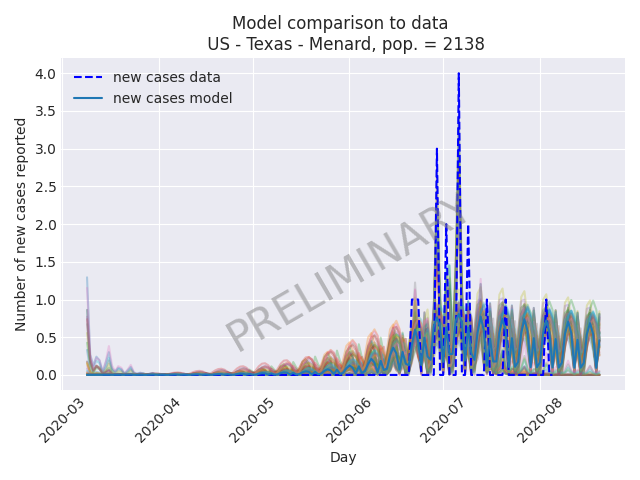 Model comparison to data
US - Texas - Menard, pop. = 2138
new cases data
new cases model
Number of new cases reported
4.0
3.5
3.0
2.5
2.0
1.5
1.0
0.5
0.0
PRELIMINARY
2020-03
2020-04
2020-05
2020-06
2020-07
2020-08
Day